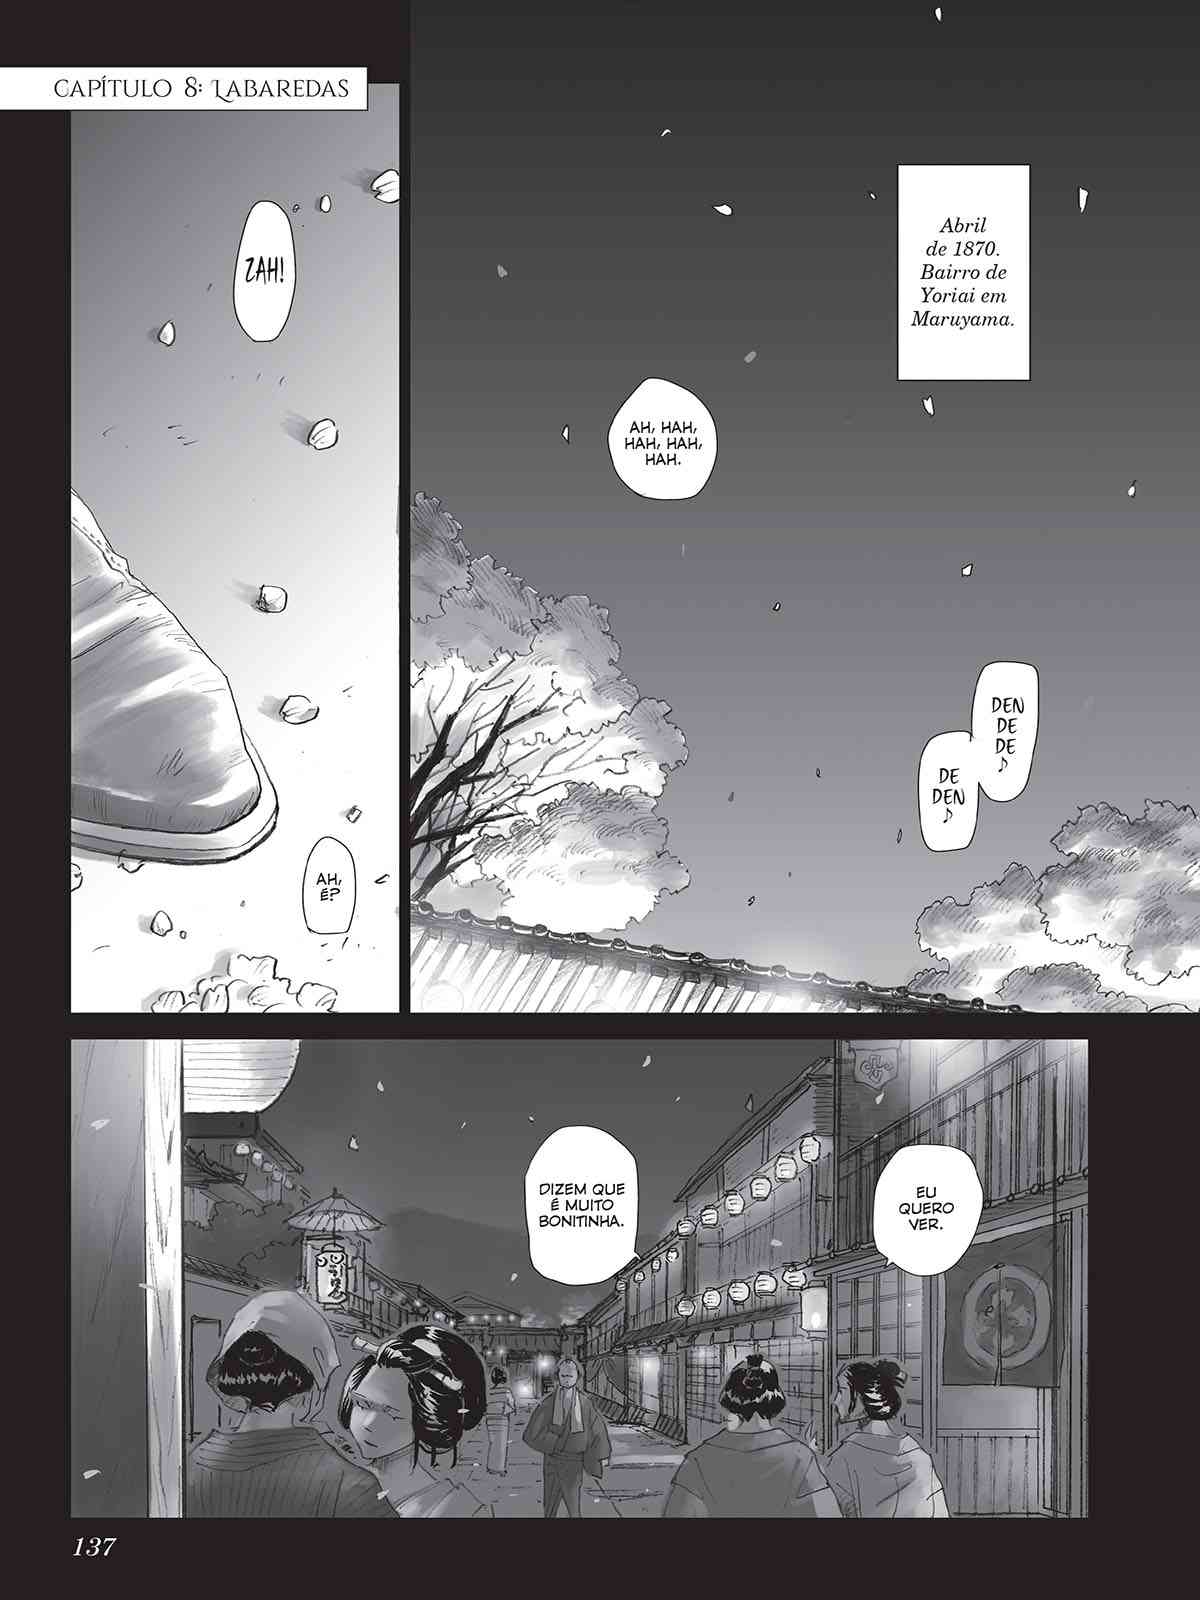 CAPÍTULO 8: LABAREDAS
Abril
de 1870.
Bairro de
Yoriai em
Maruyama.
AH, HAH,
HAH, HAH,
HAH.
DEN
DE
DE♪
DE
DEN♪
ZAH!
AH,
É?
EU
QUERO
VER.
DIZEM QUE
É MUITO
BONITINHA.
137